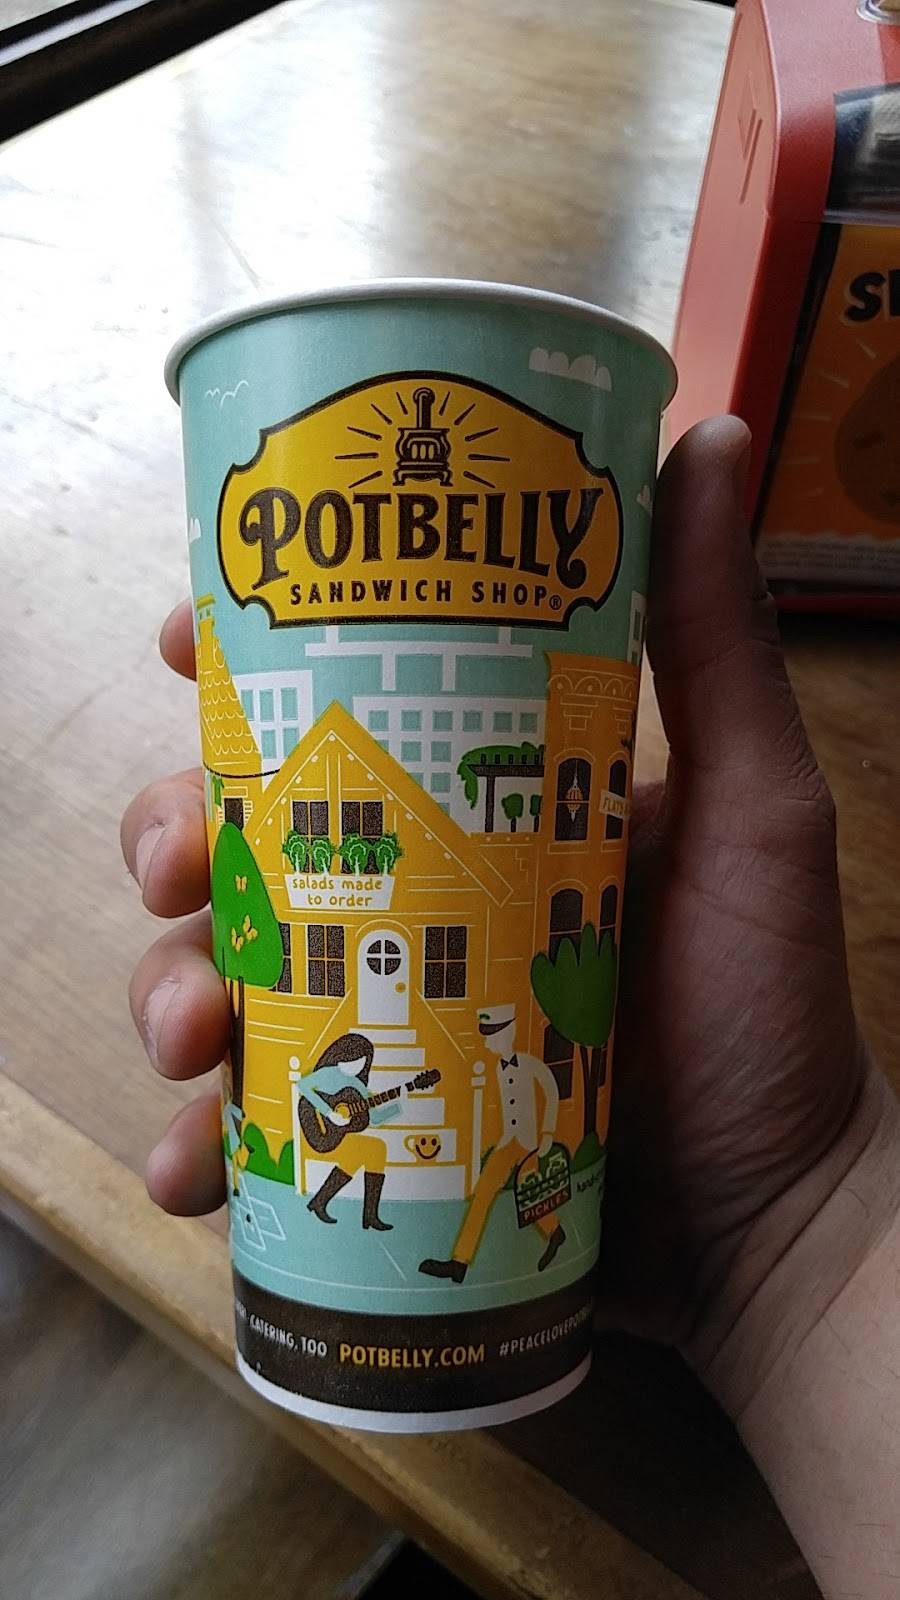 POTBELLY
SANDWICH SHOP®
salads made
to order
PICKLES
CATERING, TOO POTBELLY.COM